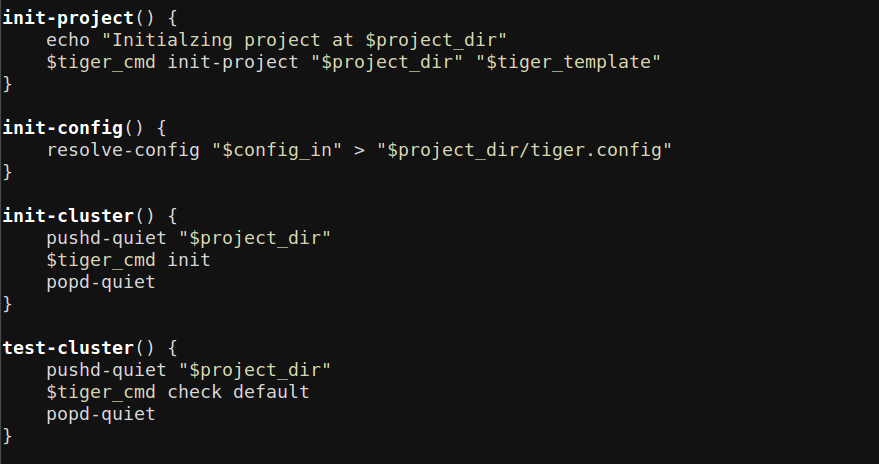 init-project() {
    echo "Initialzing project at $project_dir"
    $tiger_cmd init-project "$project_dir" "$tiger_template"
}
init-config() {
    resolve-config "$config_in" > "$project_dir/tiger.config"
}
init-cluster() {
    pushd-quiet "$project_dir"
    $tiger_cmd init
    popd-quiet
}
test-cluster() {
    pushd-quiet "$project_dir"
    $tiger_cmd check default
    popd-quiet
}